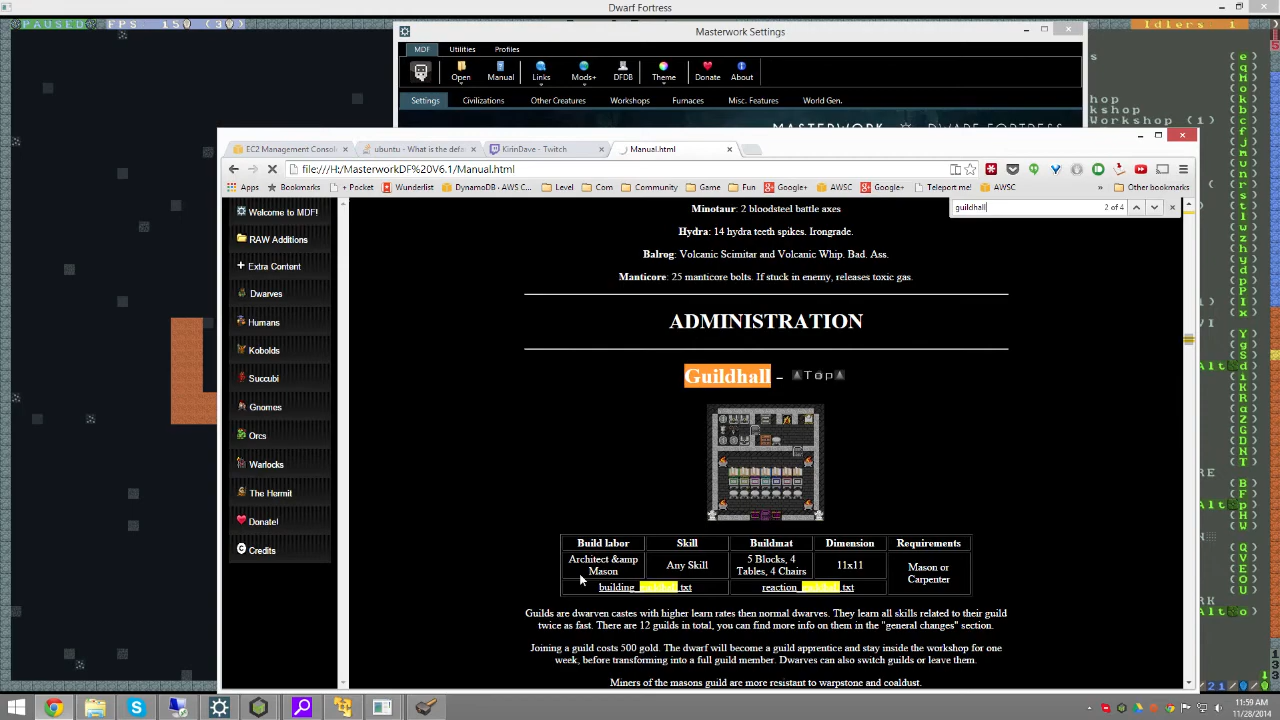 Dwarf Fortress
PAUSED FPS: 15 (3)
Idlers 1
Masterwork Settings
MDF Utilities Profiles
Open Manual Links Mods+ DFDB Theme Donate About
Settings Civilizations Other Creatures Workshops Furnaces Misc. Features World Gen.
EC2 Management Console
ubuntu - What is the defa
KirinDave - Twitch
Manual.html
file:///H:/MasterworkDF%20V6.1/Manual.html
Apps Bookmarks + Pocket Wunderlist DynamoDB - AWS C... Level Com Community Game Fun Google+ AWSC Google+ Teleport me! AWSC » Other bookmarks
guildhall 2 of 4
Welcome to MDF!
RAW Additions
Extra Content
Dwarves
Humans
Kobolds
Succubi
Gnomes
Orcs
Warlocks
The Hermit
Donate!
Credits
Minotaur: 2 bloodsteel battle axes
Hydra: 14 hydra teeth spikes. Irongrade.
Balrog: Volcanic Scimitar and Volcanic Whip. Bad. Ass.
Manticore: 25 manticore bolts. If stuck in enemy, releases toxic gas.
ADMINISTRATION
Guildhall – Top
Build labor Skill Buildmat Dimension Requirements
Architect &amp Mason
Any Skill
5 Blocks, 4 Tables, 4 Chairs
11x11
Mason or Carpenter
Guilds are dwarven castes with higher learn rates then normal dwarves. They learn all skills related to their guild
twice as fast. There are 12 guilds in total, you can find more info on them in the "general changes" section.
Joining a guild costs 500 gold. The dwarf will become a guild apprentice and stay inside the workshop for one
week, before transforming into a full guild member. Dwarves can also switch guilds or leave them.
Miners of the masons guild are more resistant to warpstone and coaldust.
11:59 AM
11/28/2014